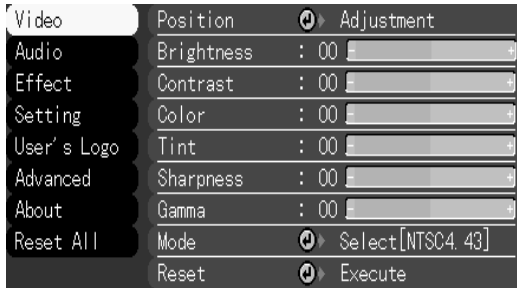 Video
Audio
Effect
Setting
User's Logo
Advanced
About
Reset All
Position Adjustment
Brightness : 00 - +
Contrast : 00 - +
Color : 00 - +
Tint : 00 - +
Sharpness : 00 - +
Gamma : 00 - +
Mode Select[NTSC4.43]
Reset Execute